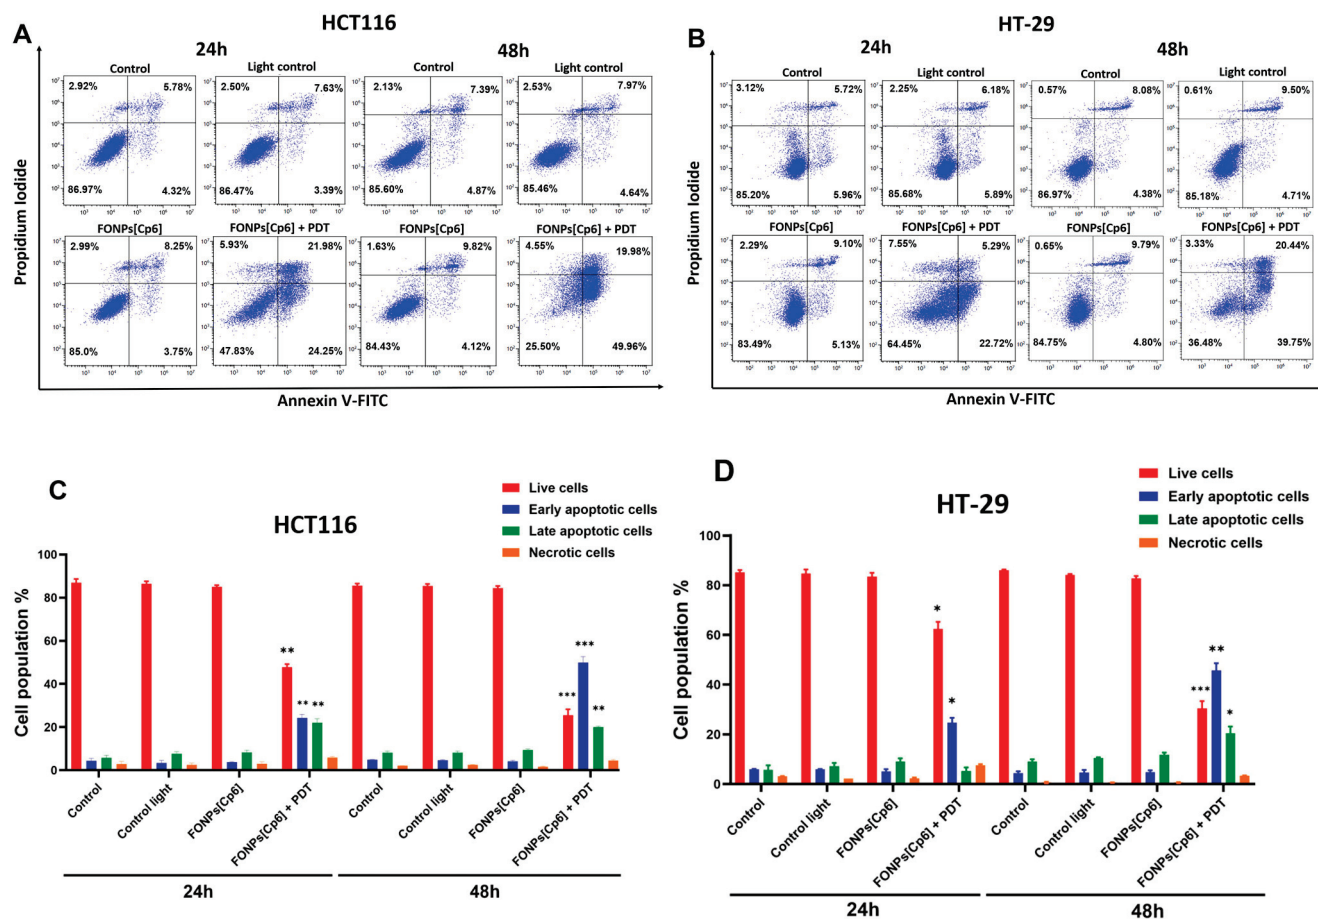 A
HCT116
24h
48h
Control
Light control
Control
Light control
2.92%
5.78%
2.50%
7.63%
2.13%
7.39%
2.53%
7.97%
86.97%
4.32%
86.47%
3.39%
85.60%
4.87%
85.46%
4.64%
FONPs[Cp6]
FONPs[Cp6] + PDT
FONPs[Cp6]
FONPs[Cp6] + PDT
2.99%
8.25%
5.93%
21.98%
1.63%
9.82%
4.55%
19.98%
85.0%
3.75%
47.83%
24.25%
84.43%
4.12%
25.50%
49.96%
Propidium Iodide
Annexin V-FITC
B
HT-29
24h
48h
Control
Light control
Control
Light control
3.12%
5.72%
2.25%
6.18%
0.57%
8.08%
0.61%
9.50%
85.20%
5.96%
85.68%
5.89%
86.97%
4.38%
85.18%
4.71%
FONPs[Cp6]
FONPs[Cp6] + PDT
FONPs[Cp6]
FONPs[Cp6] + PDT
2.29%
9.10%
7.55%
5.29%
0.65%
9.79%
3.33%
20.44%
83.49%
5.13%
64.45%
22.72%
84.75%
4.80%
36.48%
39.75%
Propidium Iodide
Annexin V-FITC
C
HCT116
Live cells
Early apoptotic cells
Late apoptotic cells
Necrotic cells
Cell population %
100
80
60
40
20
0
**
**
**
***
***
**
Control
Control light
FONPs[Cp6]
FONPs[Cp6] + PDT
Control
Control light
FONPs[Cp6]
FONPs[Cp6] + PDT
24h
48h
D
HT-29
Live cells
Early apoptotic cells
Late apoptotic cells
Necrotic cells
Cell population %
100
80
60
40
20
0
*
*
***
**
*
Control
Control light
FONPs[Cp6]
FONPs[Cp6] + PDT
Control
Control light
FONPs[Cp6]
FONPs[Cp6] + PDT
24h
48h